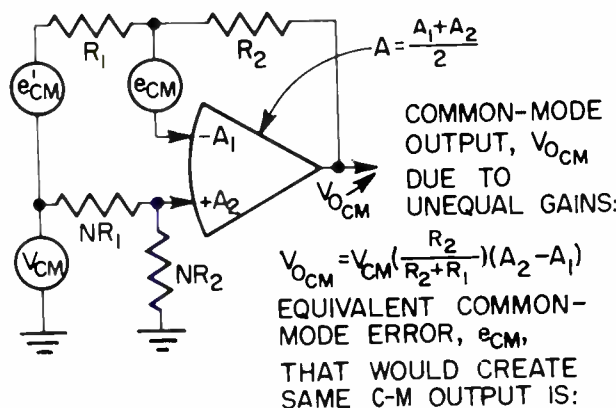 R₁
R₂
A = (A₁+A₂)/2
e'CM
eCM
-A₁
+A₂
VCM
NR₁
NR₂
VOCM
COMMON-MODE
OUTPUT, VOCM
DUE TO
UNEQUAL GAINS:
VOCM = VCM(R₂/(R₂+R₁))(A₂-A₁)
EQUIVALENT COMMON-
MODE ERROR, eCM,
THAT WOULD CREATE
SAME C-M OUTPUT IS: